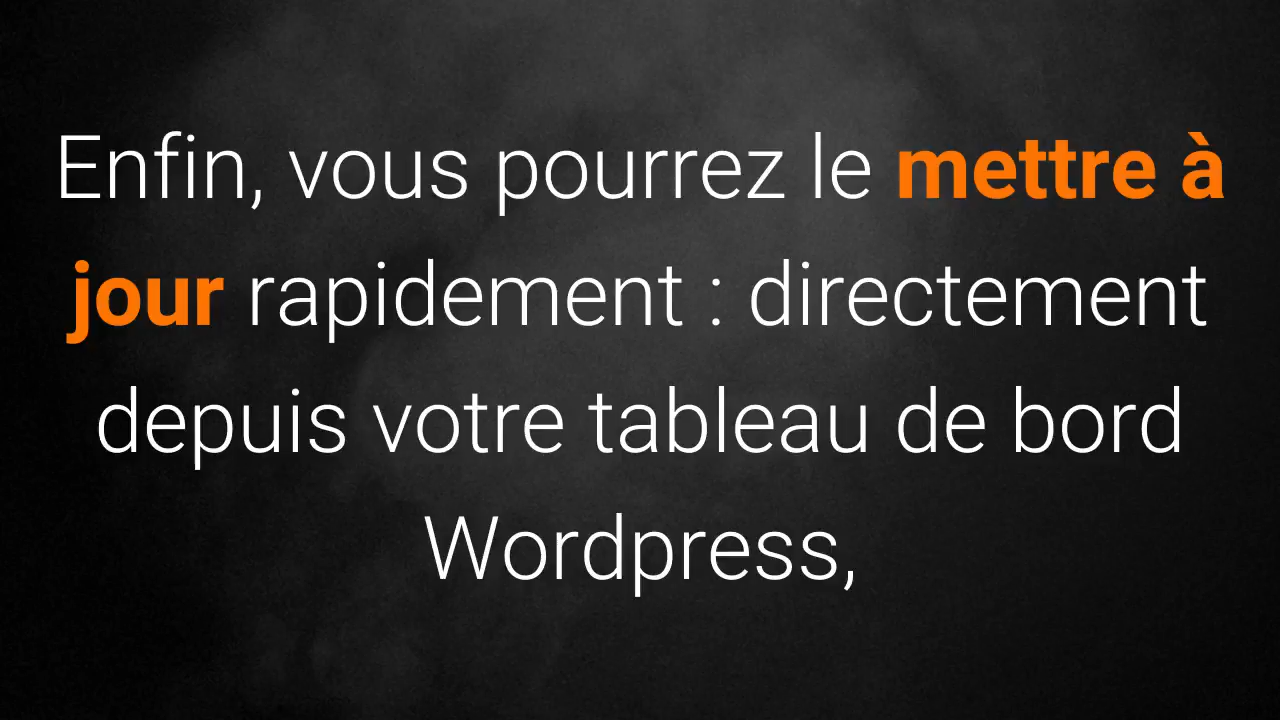 Enfin, vous pourrez le mettre à
jour rapidement : directement
depuis votre tableau de bord
Wordpress,